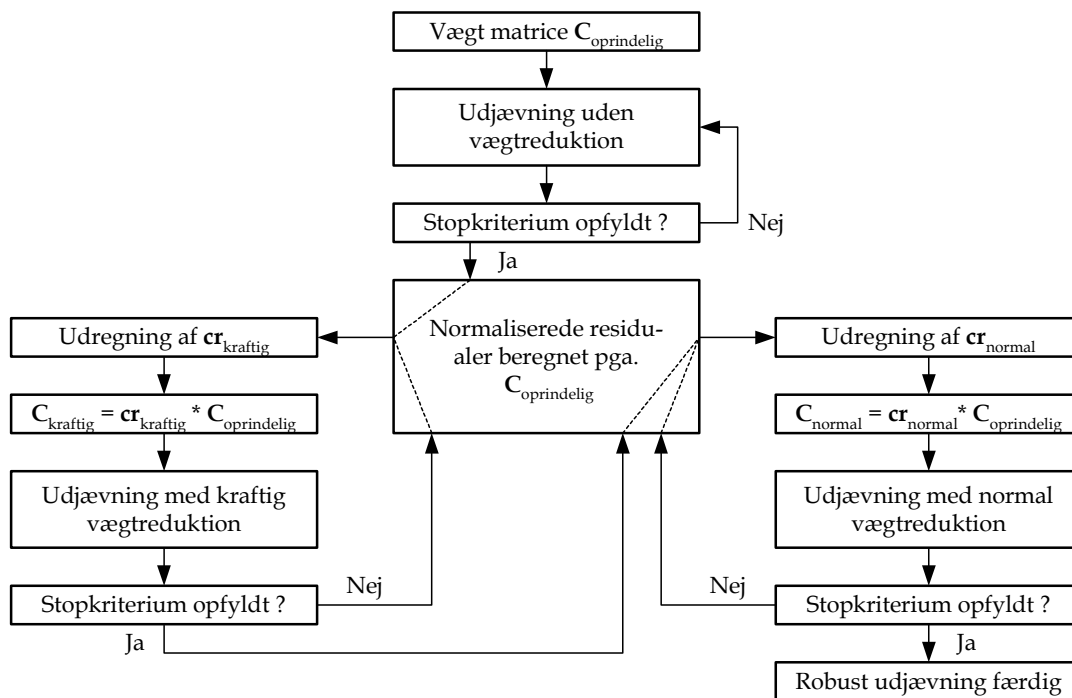 Vægt matrice C_oprindelig
Udjævning uden
vægtreduktion
Stopkriterium opfyldt ?
Nej
Ja
Normaliserede residu-
aler beregnet pga.
C_oprindelig
Udregning af cr_kraftig
C_kraftig = cr_kraftig * C_oprindelig
Udjævning med kraftig
vægtreduktion
Stopkriterium opfyldt ?
Nej
Ja
Udregning af cr_normal
C_normal = cr_normal * C_oprindelig
Udjævning med normal
vægtreduktion
Nej
Stopkriterium opfyldt ?
Ja
Robust udjævning færdig